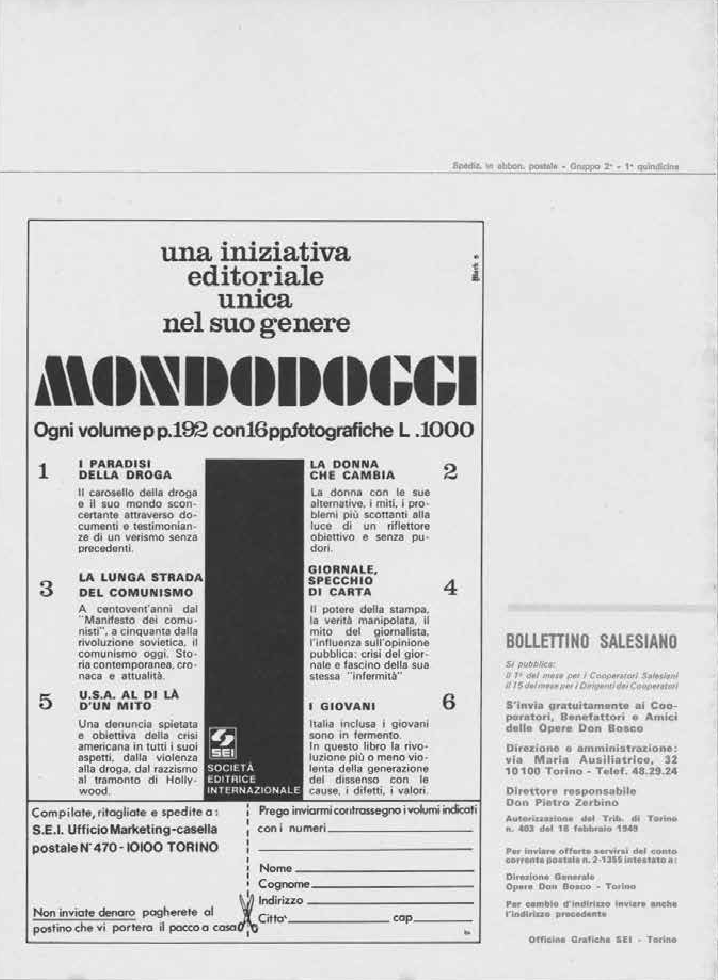 Spediz. in abbon. postale - Gruppo 2° - 1ª quindicina
una iniziativa
editoriale
unica
nel suo genere
MONDODOGGI
Ogni volume pp.192 con 16 pp.fotografiche L .1000
1
I PARADISI
DELLA DROGA
Il carosello della droga
e il suo mondo scon-
certante attraverso do-
cumenti e testimonian-
ze di un verismo senza
precedenti.
LA DONNA
CHE CAMBIA
2
La donna con le sue
alternative, i miti, i pro-
blemi più scottanti alla
luce di un riflettore
obiettivo e senza pu-
dori.
3
LA LUNGA STRADA
DEL COMUNISMO
A centovent'anni dal
"Manifesto dei comu-
nisti", a cinquanta dalla
rivoluzione sovietica, il
comunismo oggi. Sto-
ria contemporanea, cro-
naca e attualità.
GIORNALE,
SPECCHIO
DI CARTA
4
Il potere della stampa,
la verità manipolata, il
mito del giornalista,
l'influenza sull'opinione
pubblica: crisi del gior-
nale e fascino della sua
stessa "infermità"
5
U.S.A. AL DI LÀ
D'UN MITO
Una denuncia spietata
e obiettiva della crisi
americana in tutti i suoi
aspetti, dalla violenza
alla droga, dal razzismo
al tramonto di Holly-
wood.
I GIOVANI
6
Italia inclusa i giovani
sono in fermento.
In questo libro la rivo-
luzione più o meno vio-
lenta della generazione
del dissenso con le
cause, i difetti, i valori.
SEI
SOCIETÀ
EDITRICE
INTERNAZIONALE
Compilate, ritagliate e spedite a:
S.E.I. Ufficio Marketing-casella
postale N° 470 - 10100 TORINO
Non inviate denaro pagherete al
postino che vi porterà il pacco a casa
Prego inviarmi contrassegno i volumi indicati
con i numeri
Nome
Cognome
Indirizzo
Citta' cap
BOLLETTINO SALESIANO
Si pubblica:
il 1° del mese per i Cooperatori Salesiani
il 15 del mese per i Dirigenti dei Cooperatori
S'invia gratuitamente ai Coo-
peratori, Benefattori e Amici
delle Opere Don Bosco
Direzione e amministrazione:
via Maria Ausiliatrice, 32
10100 Torino - Telef. 48.29.24
Direttore responsabile
Don Pietro Zerbino
Autorizzazione del Trib. di Torino
n. 403 del 16 febbraio 1949
Per inviare offerte servirsi del conto
corrente postale n. 2-1355 intestato a:
Direzione Generale
Opere Don Bosco - Torino
Per cambio d'indirizzo inviare anche
l'indirizzo precedente
Officine Grafiche SEI - Torino